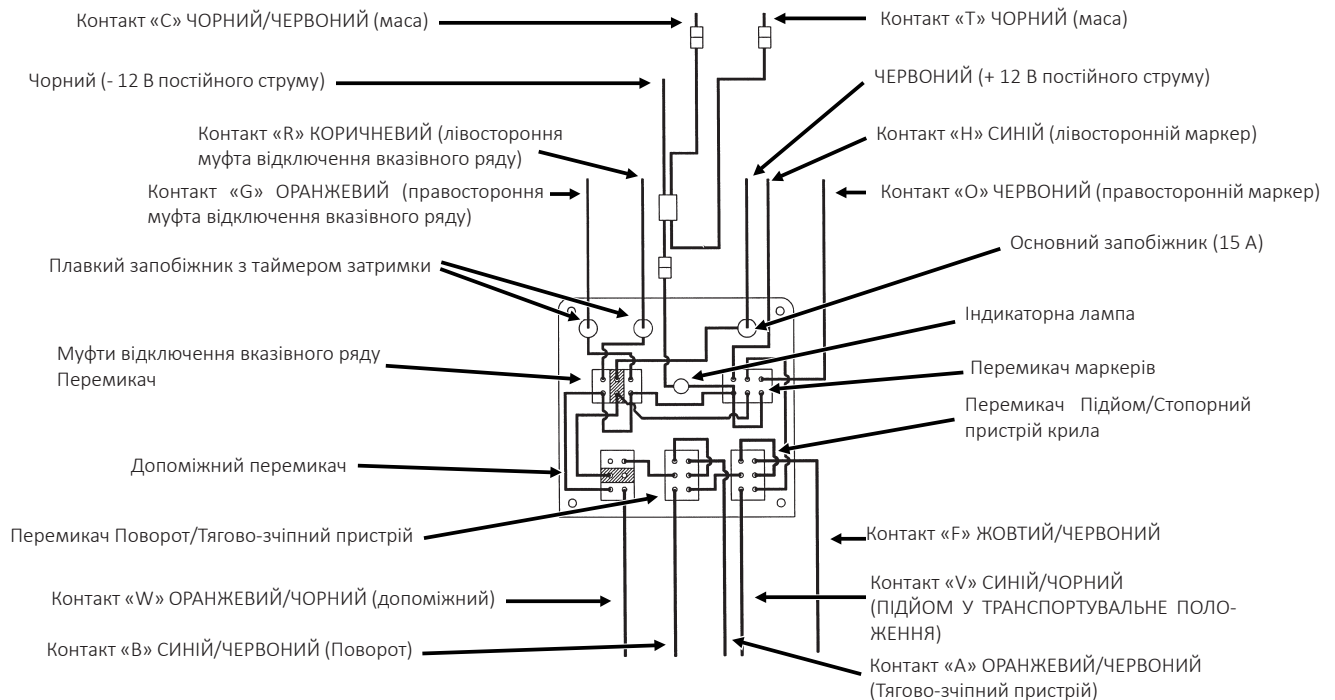 Контакт «C» ЧОРНИЙ/ЧЕРВОНИЙ (маса)
Контакт «T» ЧОРНИЙ (маса)
Чорний (- 12 В постійного струму)
ЧЕРВОНИЙ (+ 12 В постійного струму)
Контакт «R» КОРИЧНЕВИЙ (лівостороння
муфта відключення вказівного ряду)
Контакт «H» СИНІЙ (лівосторонній маркер)
Контакт «G» ОРАНЖЕВИЙ (правостороння
муфта відключення вказівного ряду)
Контакт «O» ЧЕРВОНИЙ (правосторонній маркер)
Основний запобіжник (15 А)
Плавкий запобіжник з таймером затримки
Індикаторна лампа
Муфти відключення вказівного ряду
Перемикач
Перемикач маркерів
Перемикач Підйом/Стопорний
пристрій крила
Допоміжний перемикач
Перемикач Поворот/Тягово-зчіпний пристрій
Контакт «F» ЖОВТИЙ/ЧЕРВОНИЙ
Контакт «W» ОРАНЖЕВИЙ/ЧОРНИЙ (допоміжний)
Контакт «V» СИНІЙ/ЧОРНИЙ
(ПІДЙОМ У ТРАНСПОРТУВАЛЬНЕ ПОЛО-
ЖЕННЯ)
Контакт «B» СИНІЙ/ЧЕРВОНИЙ (Поворот)
Контакт «A» ОРАНЖЕВИЙ/ЧЕРВОНИЙ
(Тягово-зчіпний пристрій)